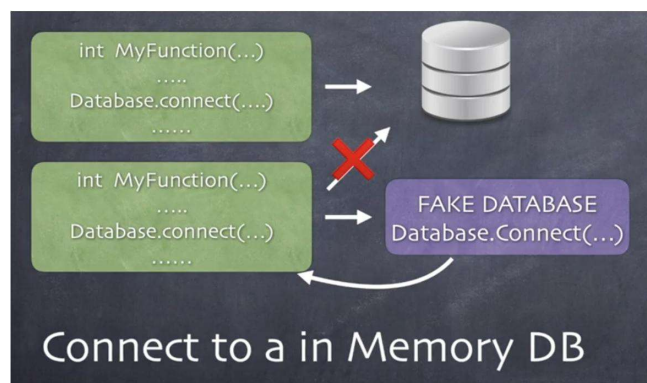 int MyFunction(...)
.....
Database.connect(....)
......
int MyFunction(...)
.....
Database.connect(...)
......
FAKE DATABASE
Database.Connect(...)
Connect to a in Memory DB